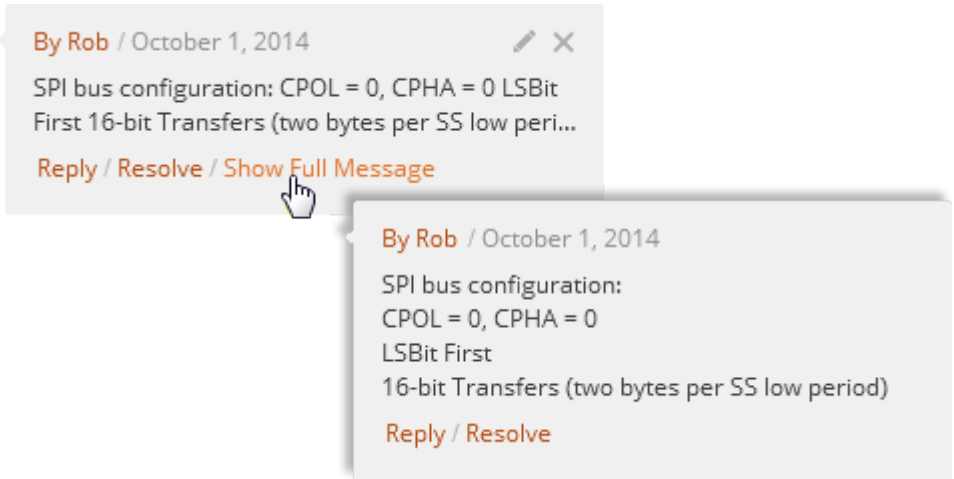 By Rob / October 1, 2014
SPI bus configuration: CPOL = 0, CPHA = 0 LSBit
First 16-bit Transfers (two bytes per SS low peri...
Reply / Resolve / Show Full Message
By Rob / October 1, 2014
SPI bus configuration:
CPOL = 0, CPHA = 0
LSBit First
16-bit Transfers (two bytes per SS low period)
Reply / Resolve